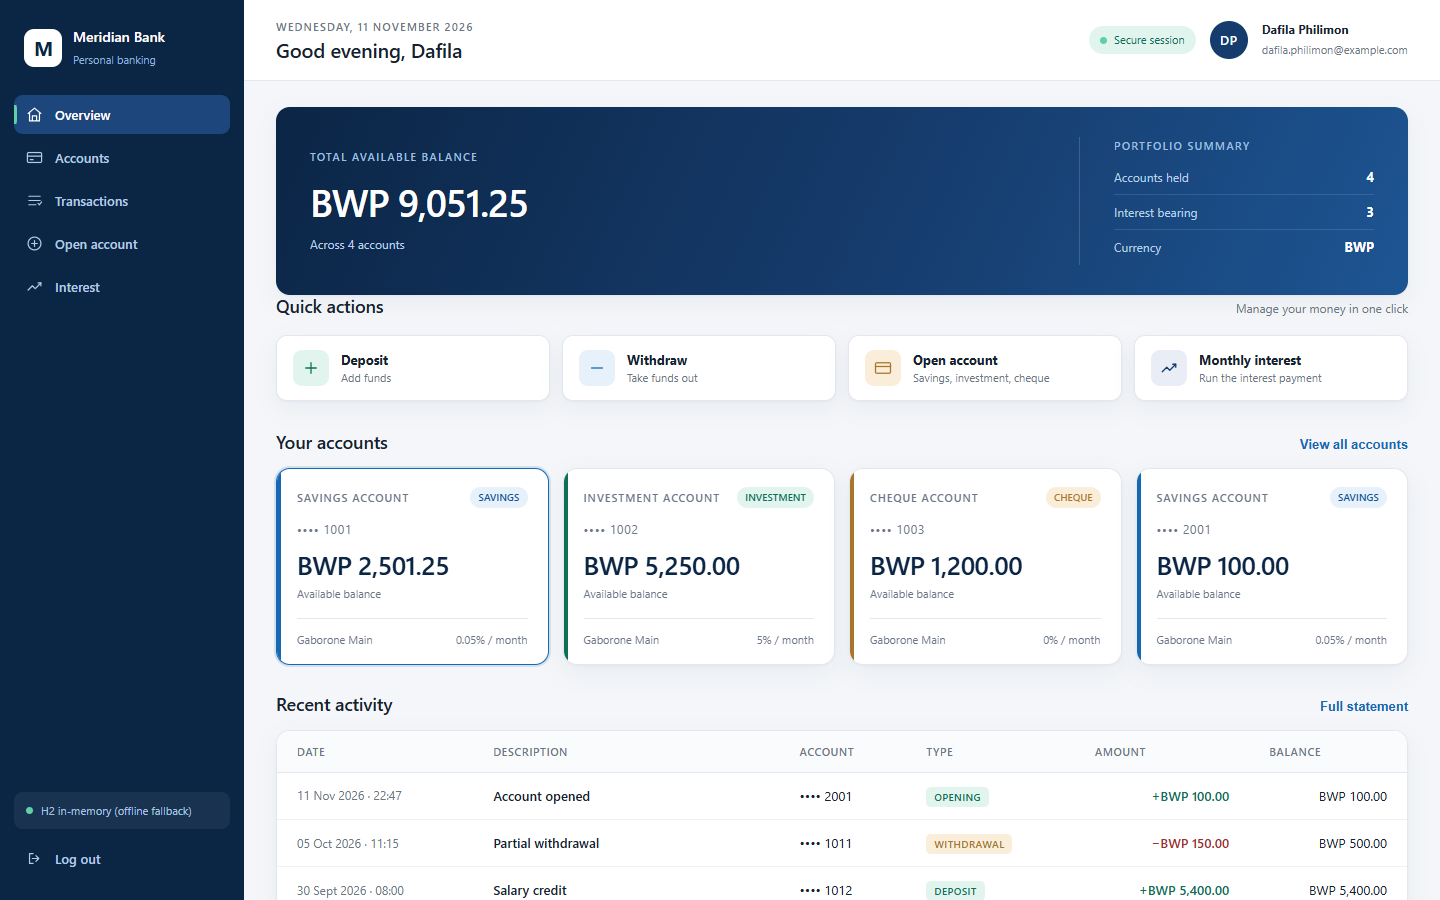 M
Meridian Bank
Personal banking
Overview
Accounts
Transactions
Open account
Interest
H2 in-memory (offline fallback)
Log out
WEDNESDAY, 11 NOVEMBER 2026
Good evening, Dafila
Secure session
DP
Dafila Philimon
dafila.philimon@example.com
TOTAL AVAILABLE BALANCE
BWP 9,051.25
Across 4 accounts
PORTFOLIO SUMMARY
Accounts held 4
Interest bearing 3
Currency BWP
Quick actions
Manage your money in one click
Deposit
Add funds
Withdraw
Take funds out
Open account
Savings, investment, cheque
Monthly interest
Run the interest payment
Your accounts
View all accounts
SAVINGS ACCOUNT SAVINGS
•••• 1001
BWP 2,501.25
Available balance
Gaborone Main 0.05% / month
INVESTMENT ACCOUNT INVESTMENT
•••• 1002
BWP 5,250.00
Available balance
Gaborone Main 5% / month
CHEQUE ACCOUNT CHEQUE
•••• 1003
BWP 1,200.00
Available balance
Gaborone Main 0% / month
SAVINGS ACCOUNT SAVINGS
•••• 2001
BWP 100.00
Available balance
Gaborone Main 0.05% / month
Recent activity
Full statement
DATE DESCRIPTION ACCOUNT TYPE AMOUNT BALANCE
11 Nov 2026 · 22:47 Account opened •••• 2001 OPENING +BWP 100.00 BWP 100.00
05 Oct 2026 · 11:15 Partial withdrawal •••• 1011 WITHDRAWAL −BWP 150.00 BWP 500.00
30 Sept 2026 · 08:00 Salary credit •••• 1012 DEPOSIT +BWP 5,400.00 BWP 5,400.00